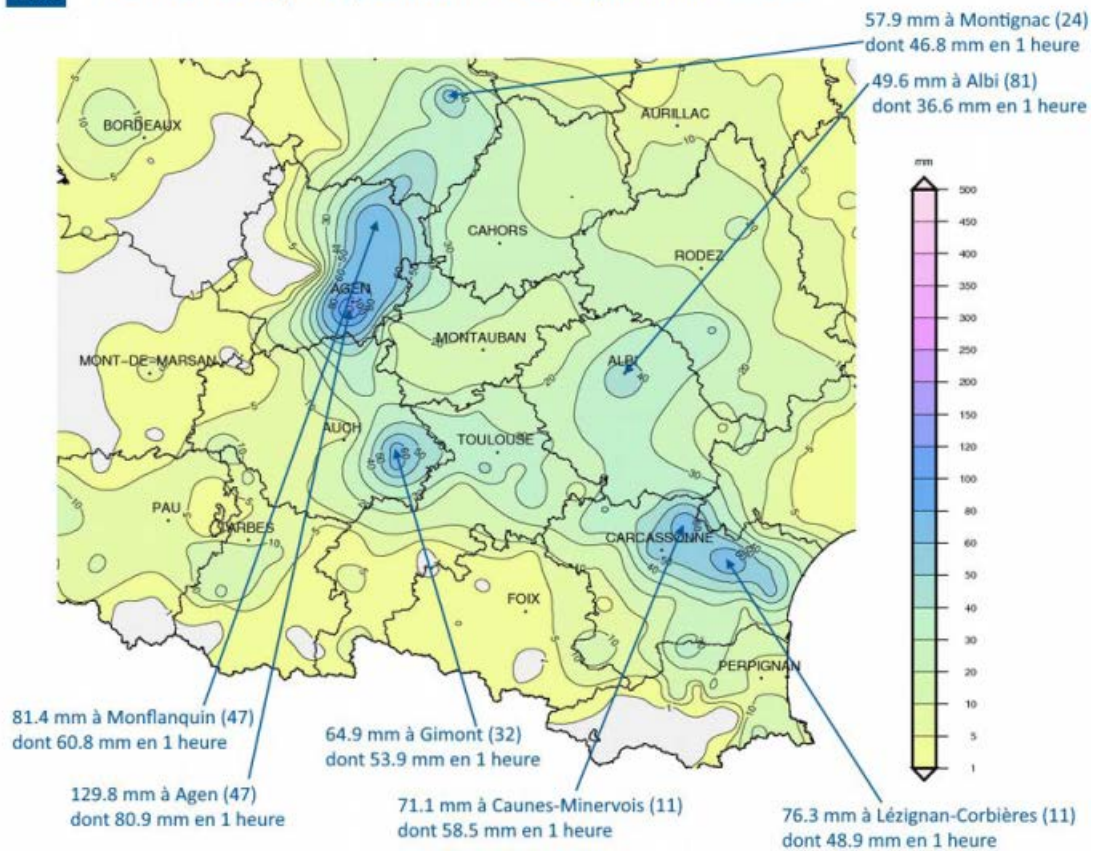 57.9 mm à Montignac (24)
dont 46.8 mm en 1 heure
49.6 mm à Albi (81)
dont 36.6 mm en 1 heure
BORDEAUX
AURILLAC
CAHORS
RODEZ
AGEN
MONTAUBAN
MONT-DE-MARSAN
ALBI
AUCH
TOULOUSE
PAU
TARBES
CARCASSONNE
FOIX
PERPIGNAN
mm
500
450
400
350
300
200
150
120
100
80
60
50
40
30
20
10
5
1
81.4 mm à Monflanquin (47)
dont 60.8 mm en 1 heure
64.9 mm à Gimont (32)
dont 53.9 mm en 1 heure
129.8 mm à Agen (47)
dont 80.9 mm en 1 heure
71.1 mm à Caunes-Minervois (11)
dont 58.5 mm en 1 heure
76.3 mm à Lézignan-Corbières (11)
dont 48.9 mm en 1 heure